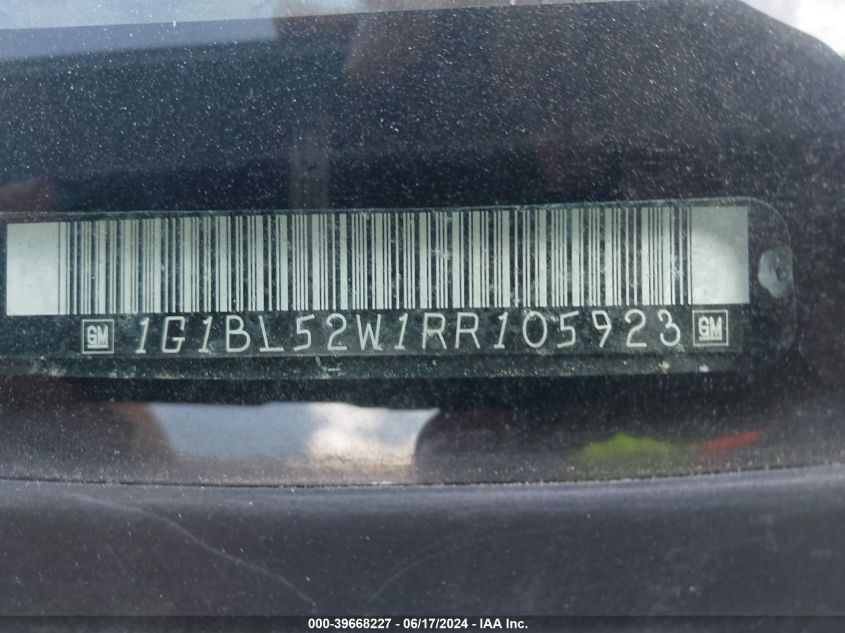 GM 1G1BL52W1RR105923 GM
000-39668227 - 06/17/2024 - IAA Inc.